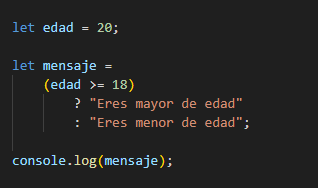 let edad = 20;
let mensaje =
(edad >= 18)
? "Eres mayor de edad"
: "Eres menor de edad";
console.log(mensaje);